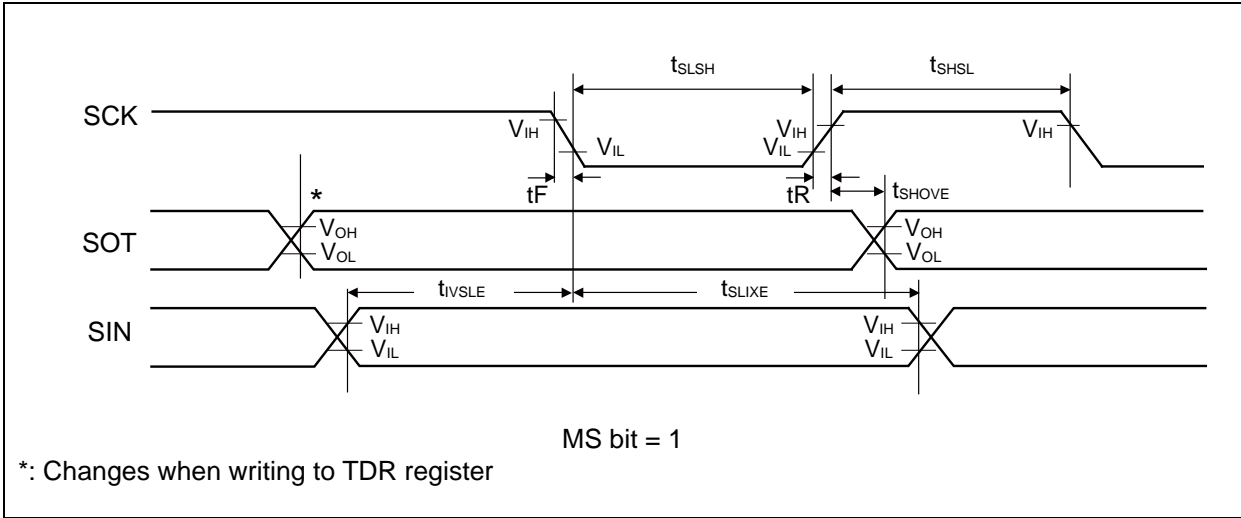 tSLSH
tSHSL
SCK
VIH
VIL
VIH
VIL
VIH
tF
tR
tSHOVE
*
SOT
VOH
VOL
VOH
VOL
tIVSLE
tSLIXE
SIN
VIH
VIL
VIH
VIL
MS bit = 1
*: Changes when writing to TDR register